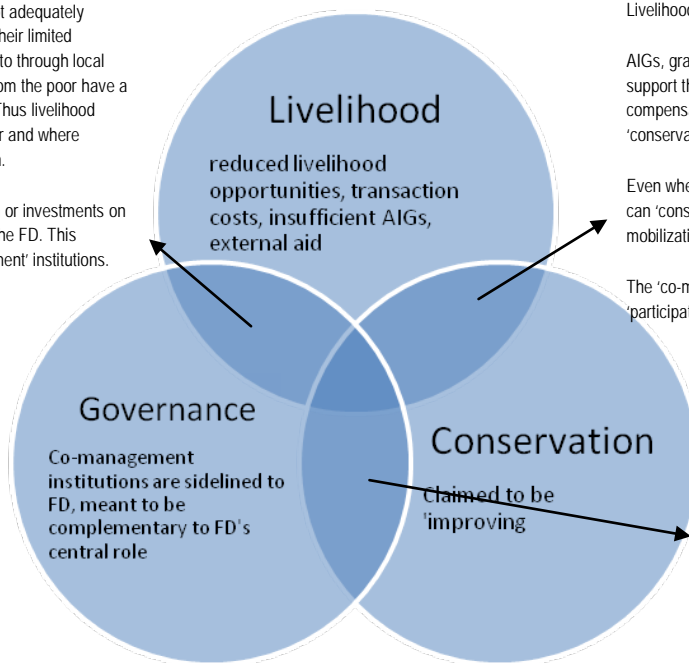 t adequately
heir limited
to through local
om the poor have a
Thus livelihood
r and where
or investments on
he FD. This
nent' institutions.
Livelihood
reduced livelihood
opportunities, transaction
costs, insufficient AIGs,
external aid
Livelihood
AIGs, gra
support th
compensa
'conserva
Even whe
can 'cons
mobilizati
The 'co-m
'participat
Governance
Co-management
institutions are sidelined to
FD, meant to be
complementary to FD's
central role
Conservation
Claimed to be
'improving